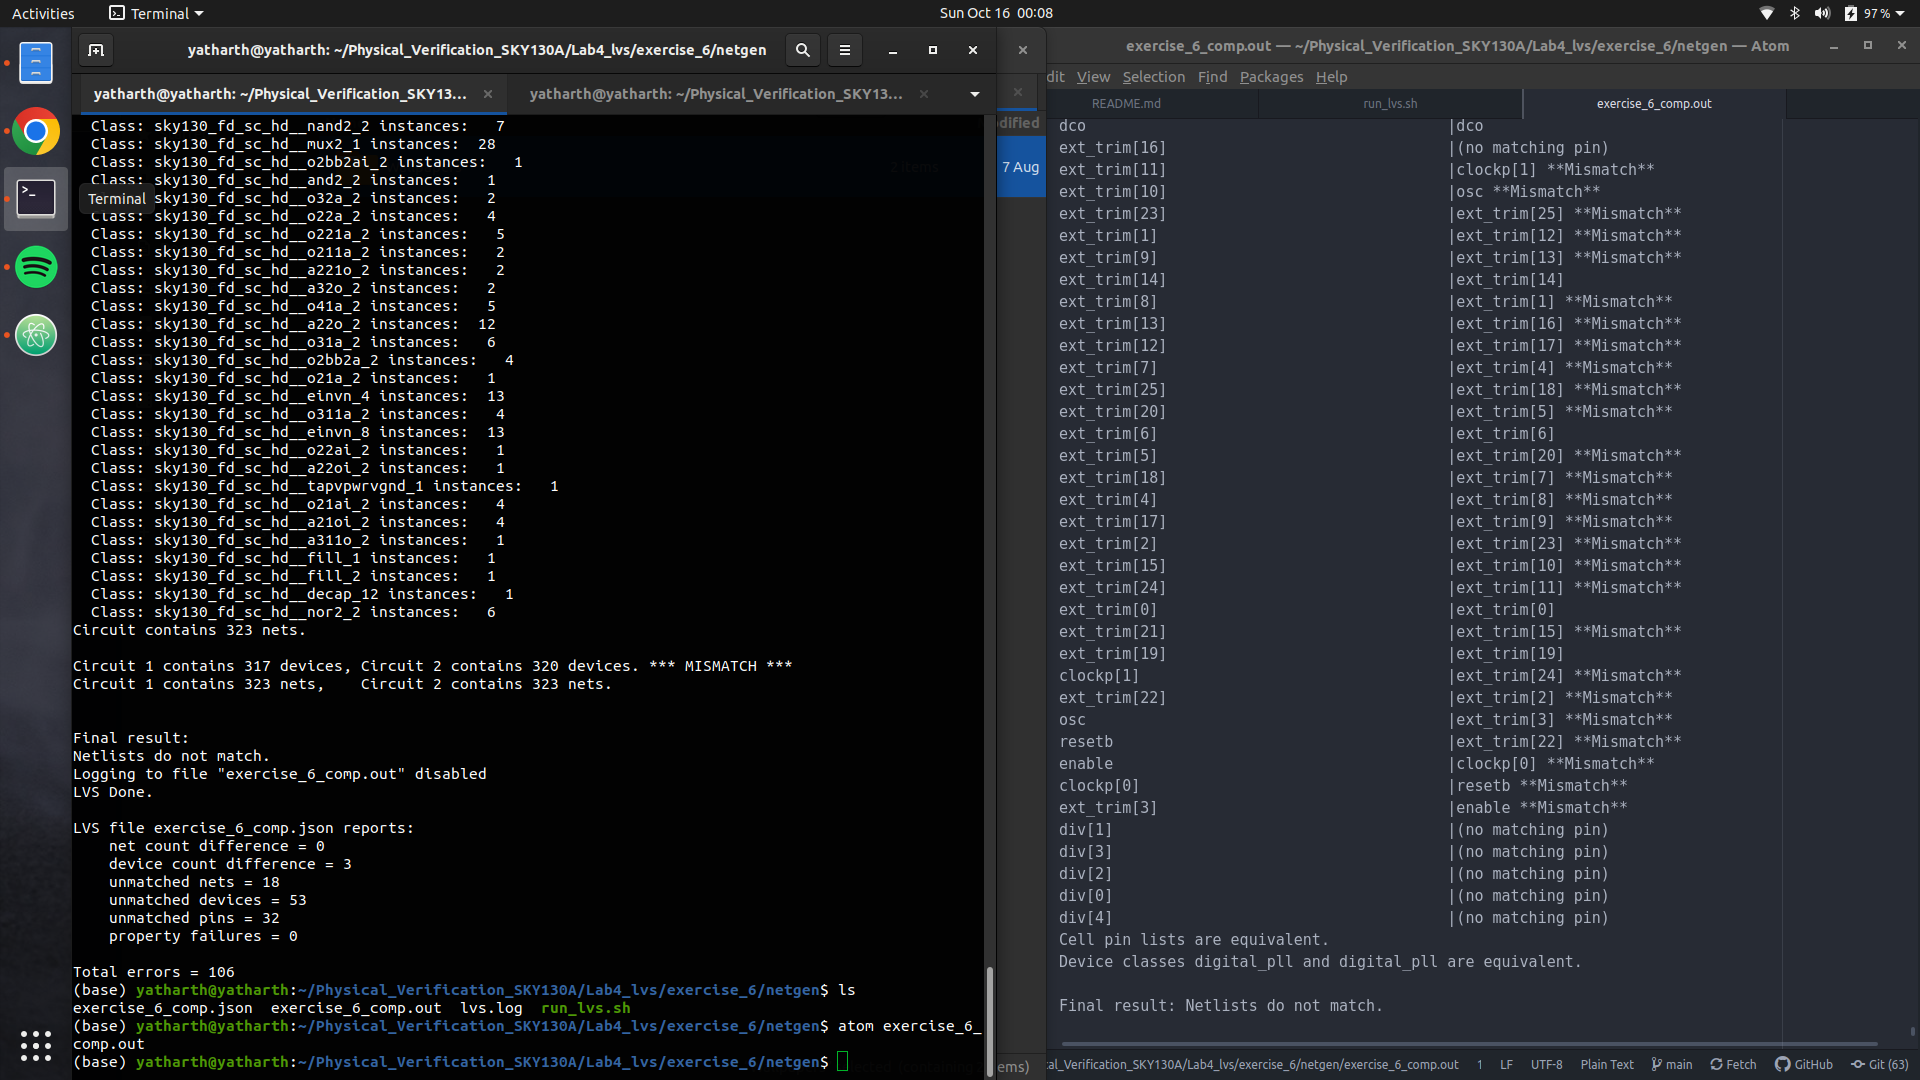 Activities
Terminal
Sun Oct 16 00:08
97 %
yatharth@yatharth: ~/Physical_Verification_SKY130A/Lab4_lvs/exercise_6/netgen
yatharth@yatharth: ~/Physical_Verification_SKY13...
yatharth@yatharth: ~/Physical_Verification_SKY13...
Class: sky130_fd_sc_hd__nand2_2 instances: 7
Class: sky130_fd_sc_hd__mux2_1 instances: 28
Class: sky130_fd_sc_hd__o2bb2ai_2 instances: 1
Class: sky130_fd_sc_hd__and2_2 instances: 1
Terminal
sky130_fd_sc_hd__o32a_2 instances: 2
Class: sky130_fd_sc_hd__o22a_2 instances: 4
Class: sky130_fd_sc_hd__o221a_2 instances: 5
Class: sky130_fd_sc_hd__o211a_2 instances: 2
Class: sky130_fd_sc_hd__a221o_2 instances: 2
Class: sky130_fd_sc_hd__a32o_2 instances: 2
Class: sky130_fd_sc_hd__o41a_2 instances: 5
Class: sky130_fd_sc_hd__a22o_2 instances: 12
Class: sky130_fd_sc_hd__o31a_2 instances: 6
Class: sky130_fd_sc_hd__o2bb2a_2 instances: 4
Class: sky130_fd_sc_hd__o21a_2 instances: 1
Class: sky130_fd_sc_hd__einvn_4 instances: 13
Class: sky130_fd_sc_hd__o311a_2 instances: 4
Class: sky130_fd_sc_hd__einvn_8 instances: 13
Class: sky130_fd_sc_hd__o22ai_2 instances: 1
Class: sky130_fd_sc_hd__a22oi_2 instances: 1
Class: sky130_fd_sc_hd__tapvpwrvgnd_1 instances: 1
Class: sky130_fd_sc_hd__o21ai_2 instances: 4
Class: sky130_fd_sc_hd__a21oi_2 instances: 4
Class: sky130_fd_sc_hd__a311o_2 instances: 1
Class: sky130_fd_sc_hd__fill_1 instances: 1
Class: sky130_fd_sc_hd__fill_2 instances: 1
Class: sky130_fd_sc_hd__decap_12 instances: 1
Class: sky130_fd_sc_hd__nor2_2 instances: 6
Circuit contains 323 nets.
Circuit 1 contains 317 devices, Circuit 2 contains 320 devices. *** MISMATCH ***
Circuit 1 contains 323 nets, Circuit 2 contains 323 nets.
Final result:
Netlists do not match.
Logging to file "exercise_6_comp.out" disabled
LVS Done.
LVS file exercise_6_comp.json reports:
net count difference = 0
device count difference = 3
unmatched nets = 18
unmatched devices = 53
unmatched pins = 32
property failures = 0
Total errors = 106
(base) yatharth@yatharth:~/Physical_Verification_SKY130A/Lab4_lvs/exercise_6/netgen$ ls
exercise_6_comp.json exercise_6_comp.out lvs.log run_lvs.sh
(base) yatharth@yatharth:~/Physical_Verification_SKY130A/Lab4_lvs/exercise_6/netgen$ atom exercise_6_
comp.out
(base) yatharth@yatharth:~/Physical_Verification_SKY130A/Lab4_lvs/exercise_6/netgen$
2 items
dified
7 Aug
ems)
exercise_6_comp.out — ~/Physical_Verification_SKY130A/Lab4_lvs/exercise_6/netgen — Atom
dit View Selection Find Packages Help
README.md run_lvs.sh exercise_6_comp.out
dco |dco
ext_trim[16] |(no matching pin)
ext_trim[11] |clockp[1] **Mismatch**
ext_trim[10] |osc **Mismatch**
ext_trim[23] |ext_trim[25] **Mismatch**
ext_trim[1] |ext_trim[12] **Mismatch**
ext_trim[9] |ext_trim[13] **Mismatch**
ext_trim[14] |ext_trim[14]
ext_trim[8] |ext_trim[1] **Mismatch**
ext_trim[13] |ext_trim[16] **Mismatch**
ext_trim[12] |ext_trim[17] **Mismatch**
ext_trim[7] |ext_trim[4] **Mismatch**
ext_trim[25] |ext_trim[18] **Mismatch**
ext_trim[20] |ext_trim[5] **Mismatch**
ext_trim[6] |ext_trim[6]
ext_trim[5] |ext_trim[20] **Mismatch**
ext_trim[18] |ext_trim[7] **Mismatch**
ext_trim[4] |ext_trim[8] **Mismatch**
ext_trim[17] |ext_trim[9] **Mismatch**
ext_trim[2] |ext_trim[23] **Mismatch**
ext_trim[15] |ext_trim[10] **Mismatch**
ext_trim[24] |ext_trim[11] **Mismatch**
ext_trim[0] |ext_trim[0]
ext_trim[21] |ext_trim[15] **Mismatch**
ext_trim[19] |ext_trim[19]
clockp[1] |ext_trim[24] **Mismatch**
ext_trim[22] |ext_trim[2] **Mismatch**
osc |ext_trim[3] **Mismatch**
resetb |ext_trim[22] **Mismatch**
enable |clockp[0] **Mismatch**
clockp[0] |resetb **Mismatch**
ext_trim[3] |enable **Mismatch**
div[1] |(no matching pin)
div[3] |(no matching pin)
div[2] |(no matching pin)
div[0] |(no matching pin)
div[4] |(no matching pin)
Cell pin lists are equivalent.
Device classes digital_pll and digital_pll are equivalent.
Final result: Netlists do not match.
cal_Verification_SKY130A/Lab4_lvs/exercise_6/netgen/exercise_6_comp.out 1 LF UTF-8 Plain Text main Fetch GitHub Git (63)